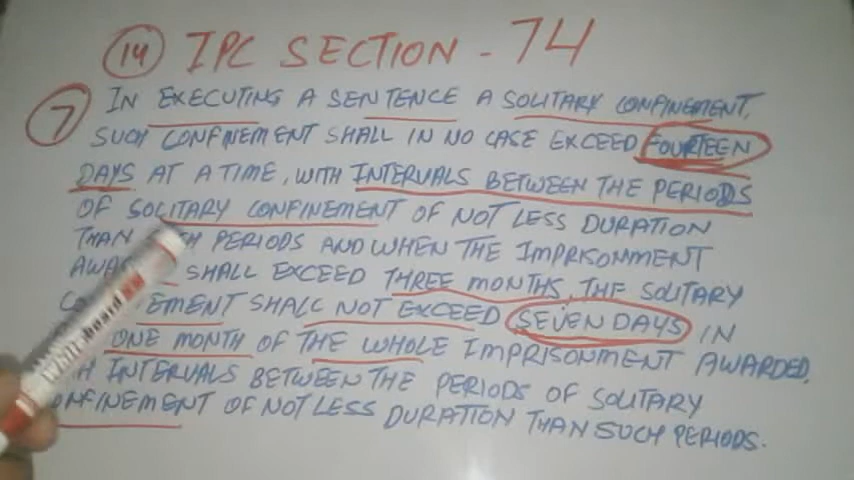 14 IPC SECTION - 74
7 IN EXECUTING A SENTENCE A SOLITARY CONFINEMENT,
SUCH CONFINEMENT SHALL IN NO CASE EXCEED FOURTEEN
DAYS AT A TIME, WITH INTERVALS BETWEEN THE PERIODS
OF SOLITARY CONFINEMENT OF NOT LESS DURATION
THAN PERIODS AND WHEN THE IMPRISONMENT
SHALL EXCEED THREE MONTHS, THE SOLITARY
SHALL NOT EXCEED SEVEN DAYS IN
ONE MONTH OF THE WHOLE IMPRISONMENT AWARDED,
INTERVALS BETWEEN THE PERIODS OF SOLITARY
OF NOT LESS DURATION THAN SUCH PERIODS.